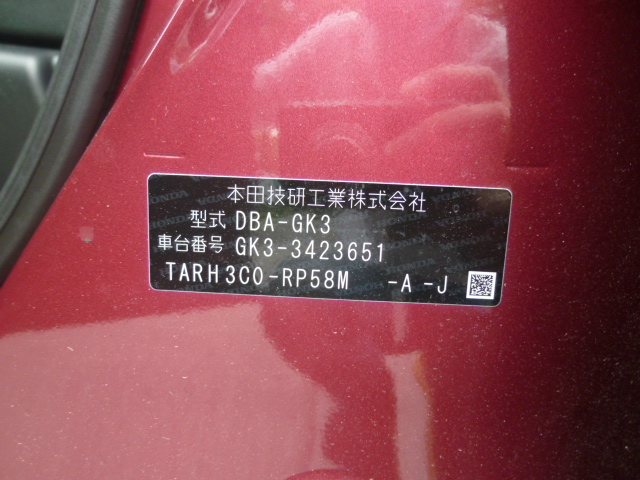 本田技研工業株式会社
型式 DBA-GK3
車台番号 GK3-3423651
TARH3C0-RP58M -A -J